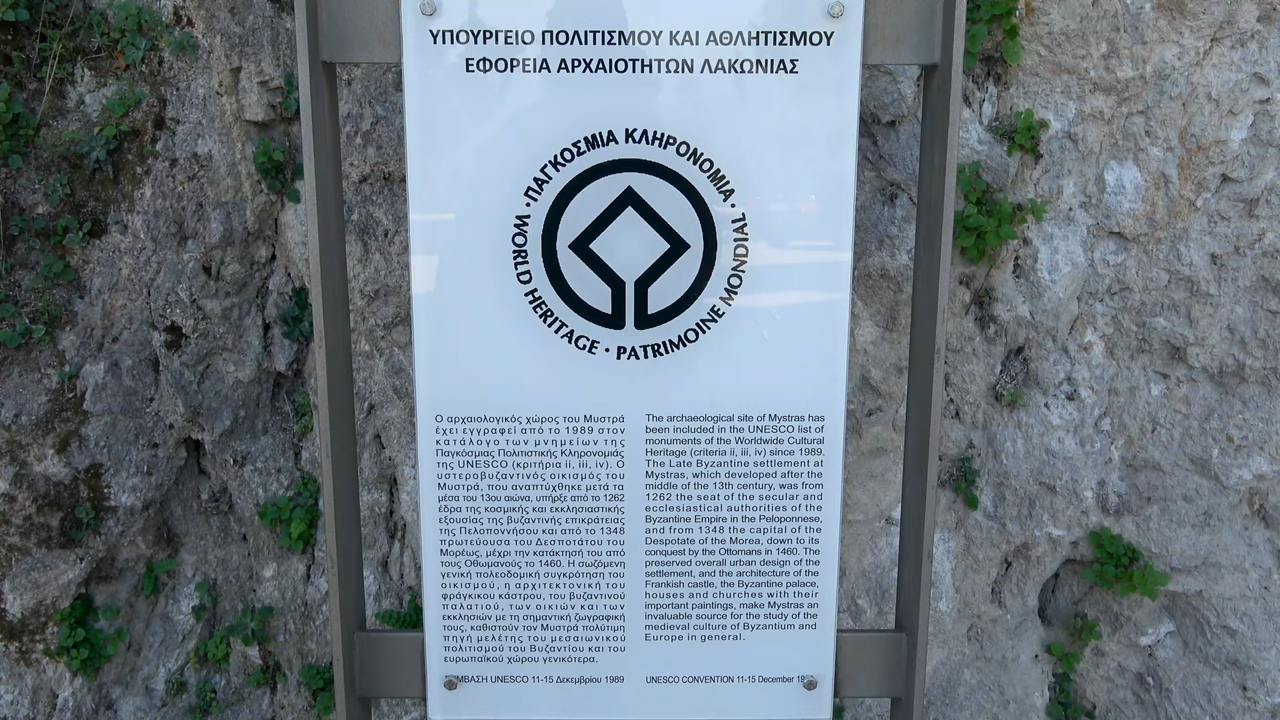 ΥΠΟΥΡΓΕΙΟ ΠΟΛΙΤΙΣΜΟΥ ΚΑΙ ΑΘΛΗΤΙΣΜΟΥ
ΕΦΟΡΕΙΑ ΑΡΧΑΙΟΤΗΤΩΝ ΛΑΚΩΝΙΑΣ
· ΠΑΓΚΟΣΜΙΑ ΚΛΗΡΟΝΟΜΙΑ ·
WORLD HERITAGE · PATRIMOINE MONDIAL
Ο αρχαιολογικός χώρος του Μυστρά
έχει εγγραφεί από το 1989 στον
κατάλογο των μνημείων της
Παγκόσμιας Πολιτιστικής Κληρονομιάς
της UNESCO (κριτήρια ii, iii, iv). Ο
υστεροβυζαντινός οικισμός του
Μυστρά, που αναπτύχθηκε μετά τα
μέσα του 13ου αιώνα, υπήρξε από το 1262
έδρα της κοσμικής και εκκλησιαστικής
εξουσίας της βυζαντινής επικράτειας
της Πελοποννήσου και από το 1348
πρωτεύουσα του Δεσποτάτου του
Μορέως, μέχρι την κατάκτησή του από
τους Οθωμανούς το 1460. Η σωζόμενη
γενική πολεοδομική συγκρότηση του
οικισμού, η αρχιτεκτονική του
φράγκικου κάστρου, του βυζαντινού
παλατιού, των οικιών και των
εκκλησιών με τη σημαντική ζωγραφική
τους, καθιστούν τον Μυστρά πολύτιμη
πηγή μελέτης του μεσαιωνικού
πολιτισμού του Βυζαντίου και του
ευρωπαϊκού χώρου γενικότερα.
UNESCO 11-15 Δεκεμβρίου 1989
The archaeological site of Mystras has
been included in the UNESCO list of
monuments of the Worldwide Cultural
Heritage (criteria ii, iii, iv) since 1989.
The Late Byzantine settlement at
Mystras, which developed after the
middle of the 13th century, was from
1262 the seat of the secular and
ecclesiastical authorities of the
Byzantine Empire in the Peloponnese,
and from 1348 the capital of the
Despotate of the Morea, down to its
conquest by the Ottomans in 1460. The
preserved overall urban design of the
settlement, and the architecture of the
Frankish castle, the Byzantine palace,
houses and churches with their
important paintings, make Mystras an
invaluable source for the study of the
medieval culture of Byzantium and
Europe in general.
UNESCO CONVENTION 11-15 December